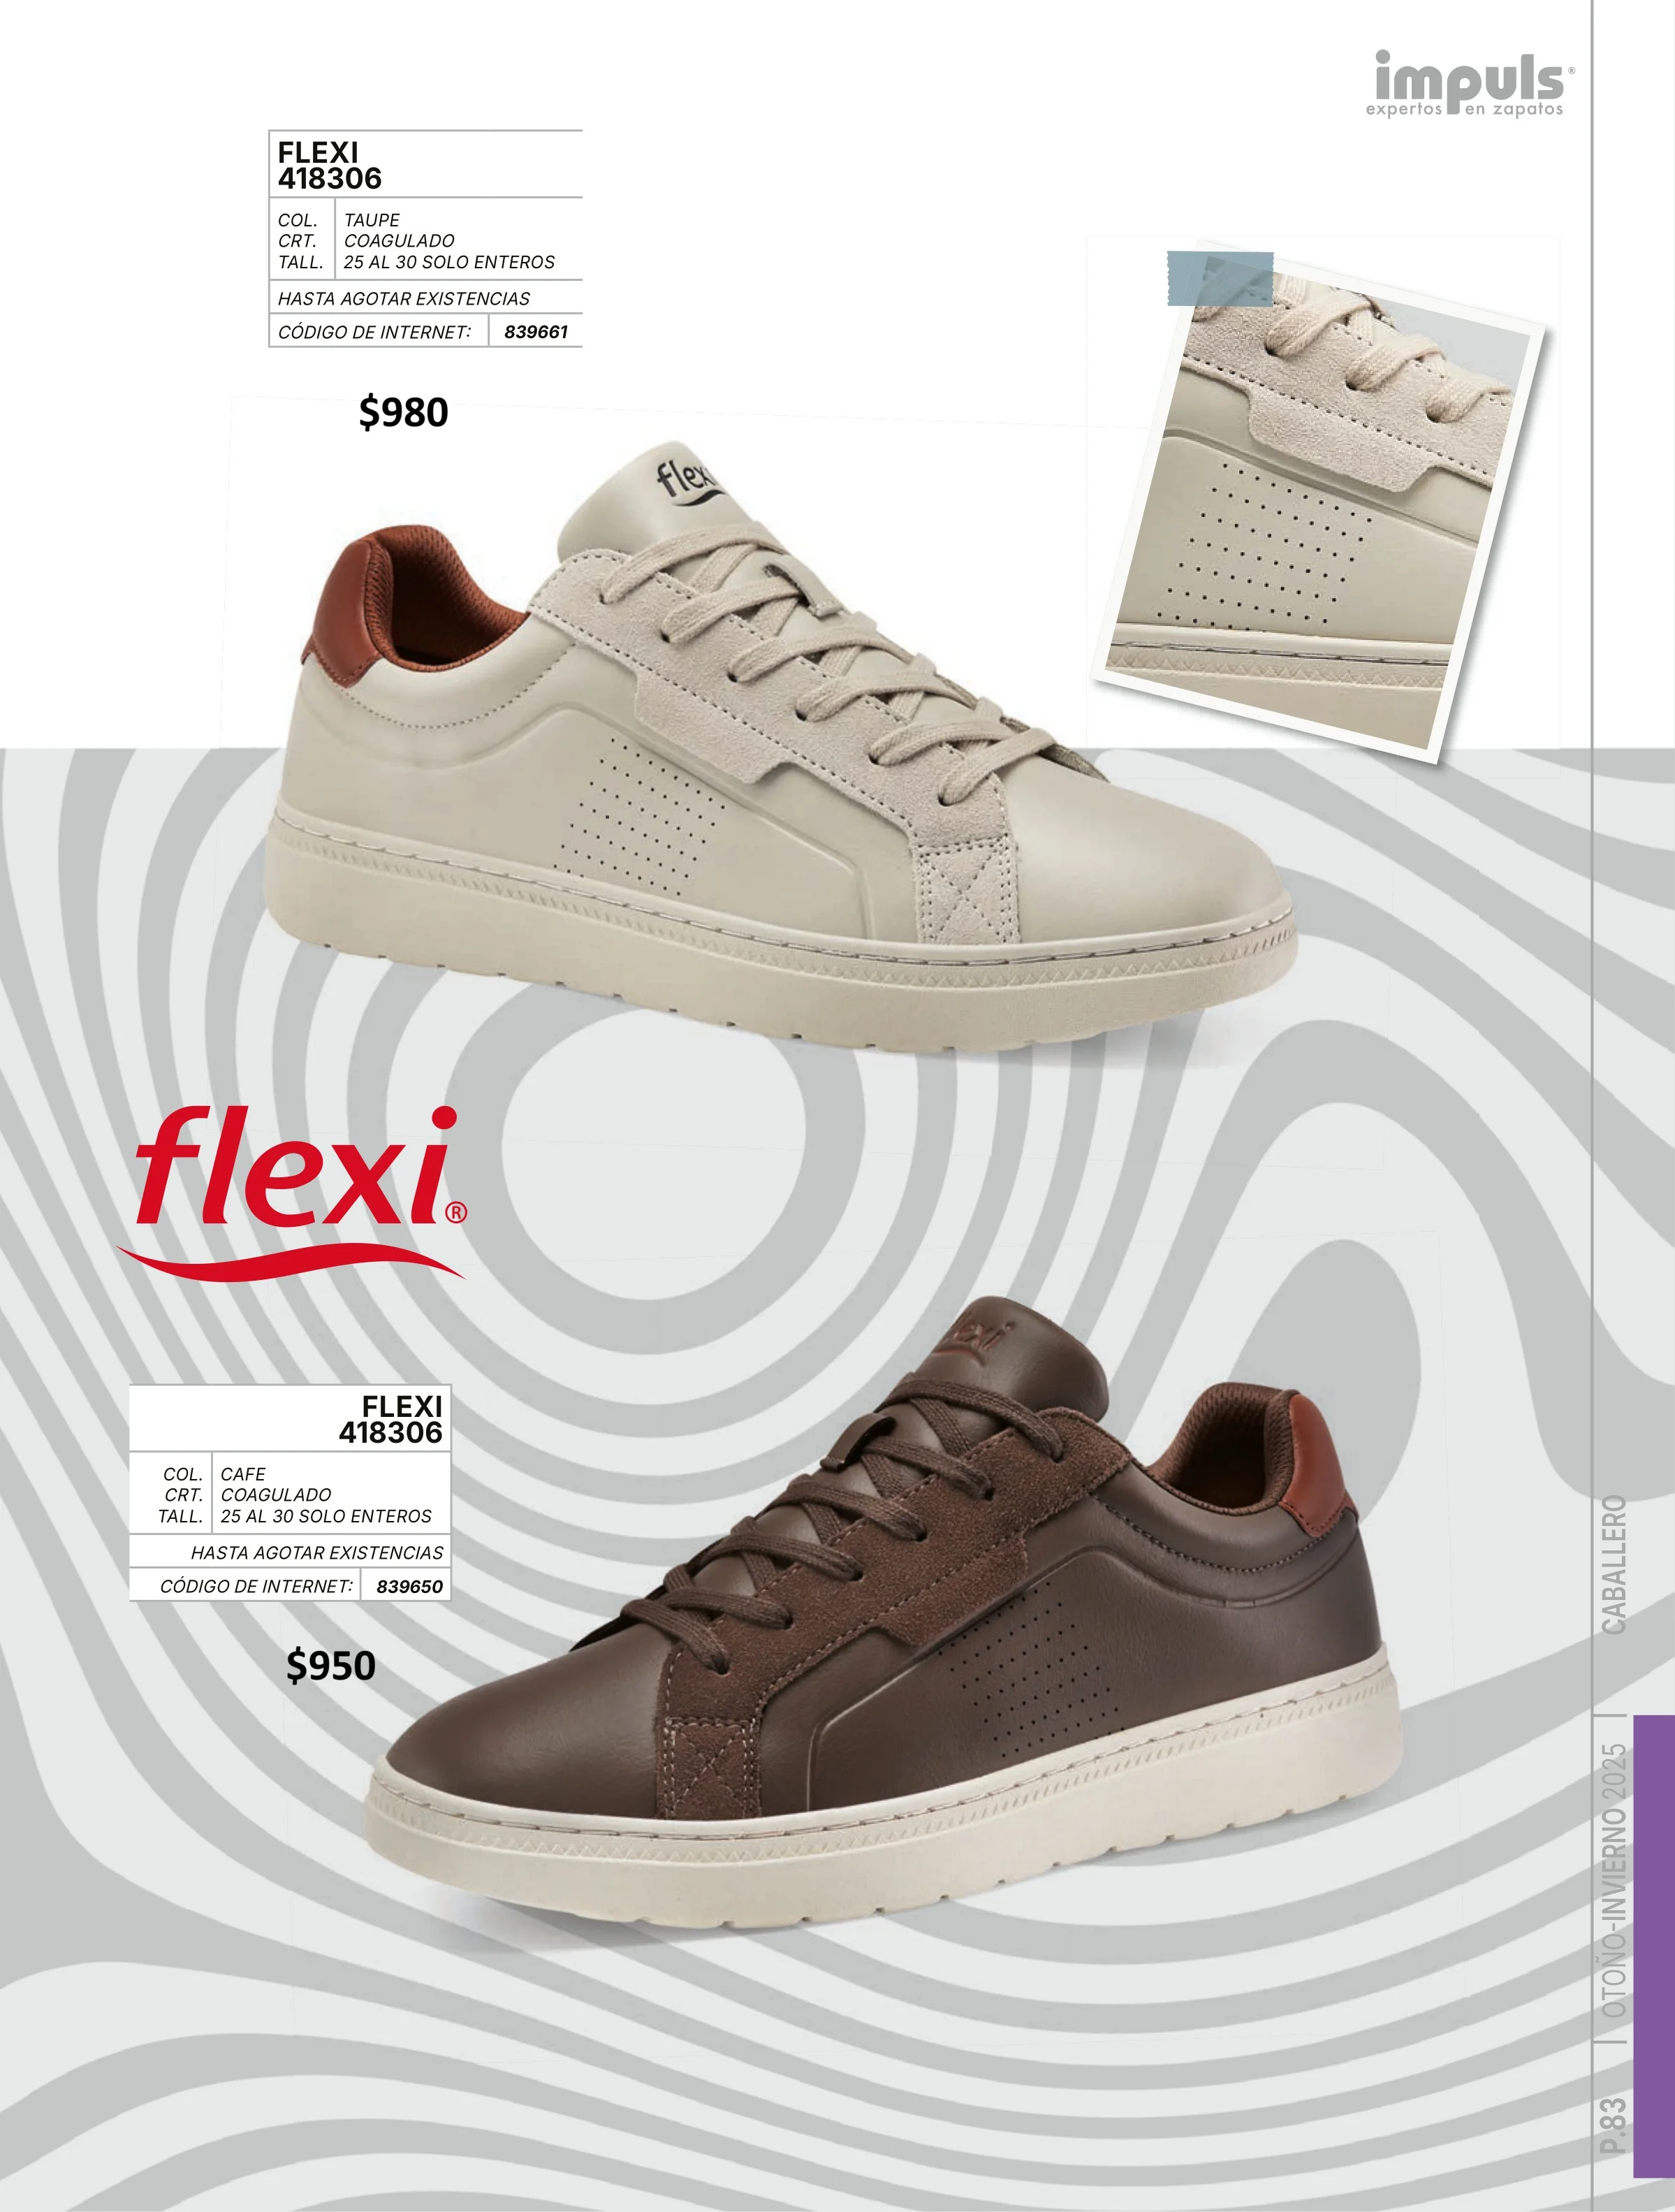 impuls®
expertos en zapatos
FLEXI
418306
COL. TAUPE
CRT. COAGULADO
TALL. 25 AL 30 SOLO ENTEROS
HASTA AGOTAR EXISTENCIAS
CÓDIGO DE INTERNET: 839661
$980
flexi
flexi®
flexi
FLEXI
418306
COL. CAFE
CRT. COAGULADO
TALL. 25 AL 30 SOLO ENTEROS
HASTA AGOTAR EXISTENCIAS
CÓDIGO DE INTERNET: 839650
$950
P.83 | OTOÑO-INVIERNO 2025 | CABALLERO